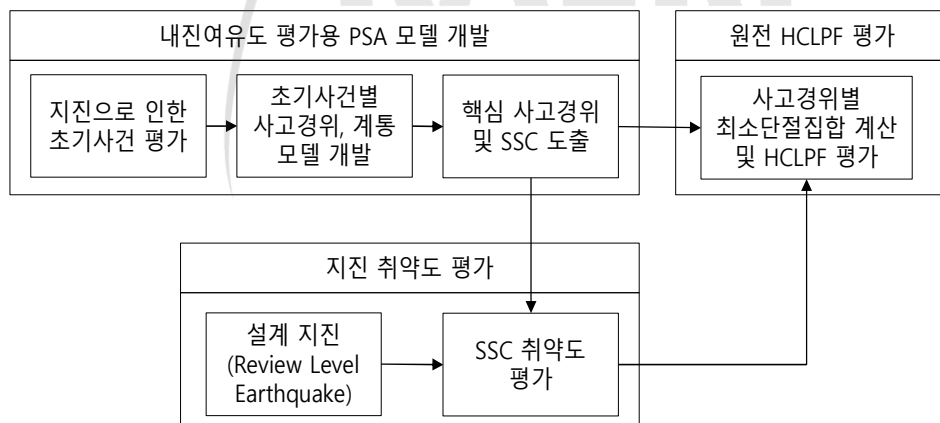 내진여유도 평가용 PSA 모델 개발
지진으로 인한
초기사건 평가
초기사건별
사고경위, 계통
모델 개발
핵심 사고경위
및 SSC 도출
원전 HCLPF 평가
사고경위별
최소단절집합 계산
및 HCLPF 평가
지진 취약도 평가
설계 지진
(Review Level
Earthquake)
SSC 취약도
평가